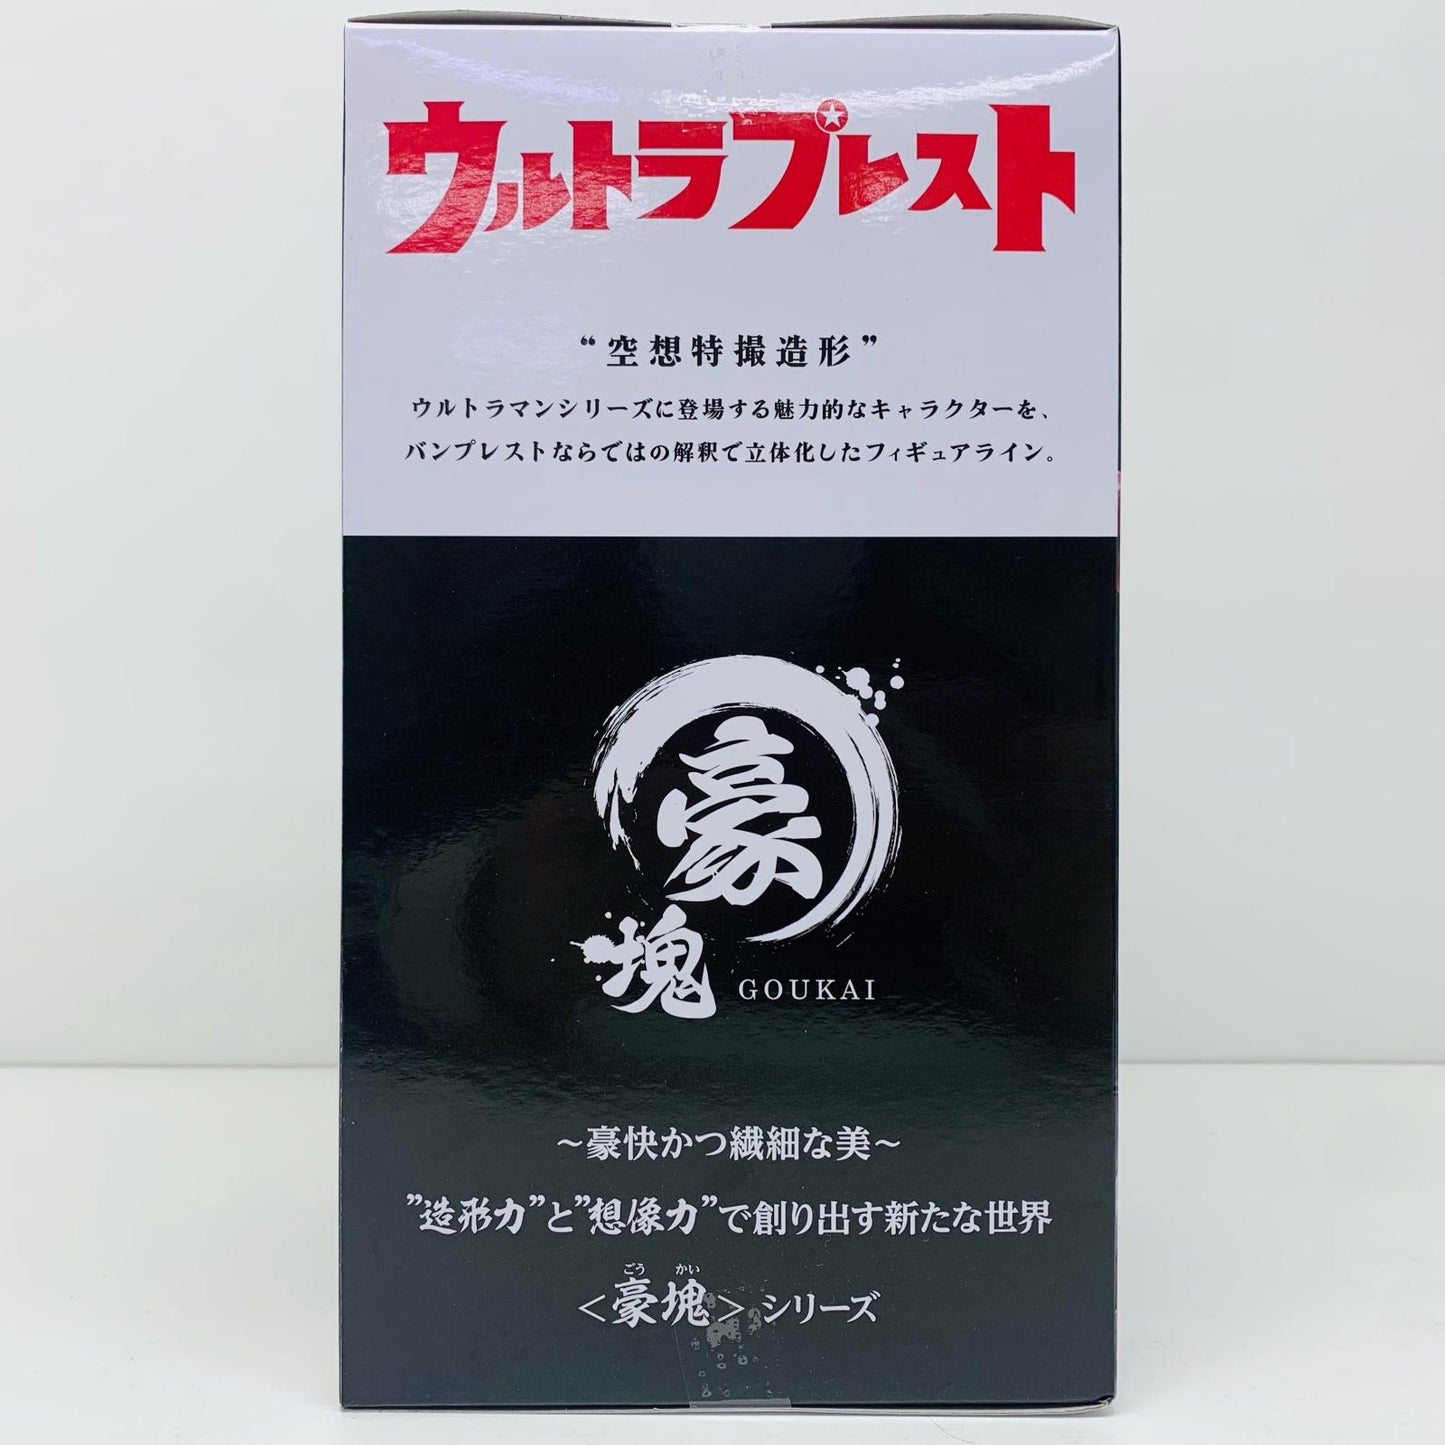 ウルトラプレスト
“空想特撮造形”
ウルトラマンシリーズに登場する魅力的なキャラクターを、
バンプレストならではの解釈で立体化したフィギュアライン。
豪
塊 GOUKAI
～豪快かつ繊細な美～
”造形力”と”想像力”で創り出す新たな世界
ごう かい
＜豪塊＞シリーズ